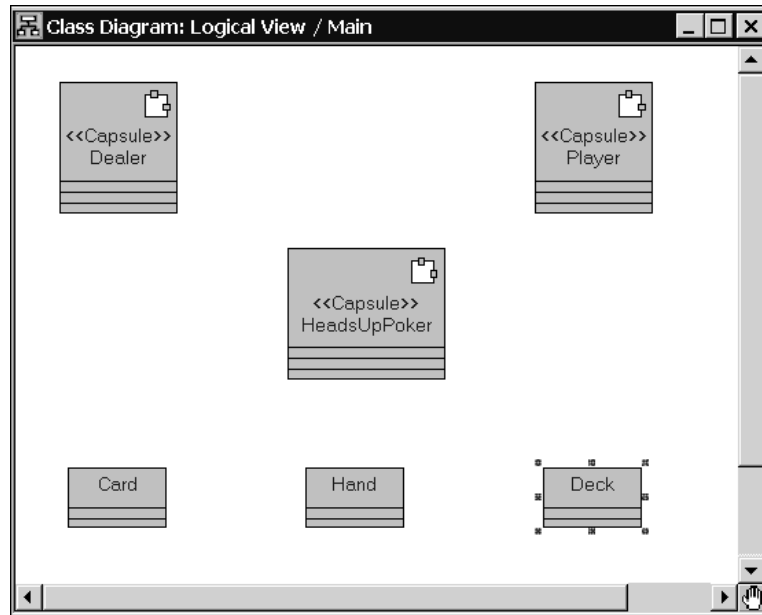 Class Diagram: Logical View / Main
<<Capsule>>
Dealer
<<Capsule>>
Player
<<Capsule>>
HeadsUpPoker
Card
Hand
Deck